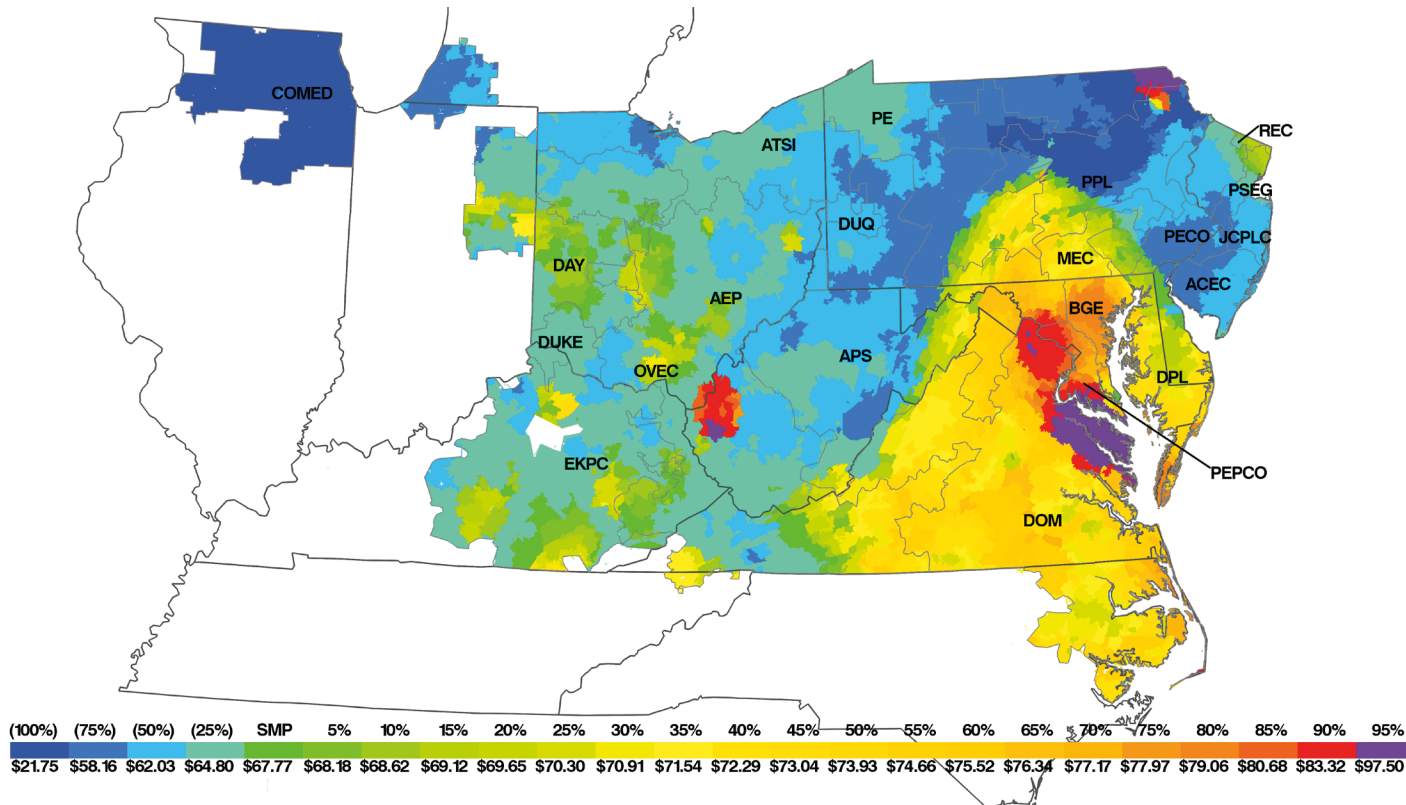 COMED
PE
REC
ATSI
PPL
PSEG
DUQ
PECO
JCPLC
MEC
DAY
ACEC
AEP
BGE
DUKE
APS
OVEC
DPL
EKPC
PEPCO
DOM
(100%) (75%) (50%) (25%) SMP 5% 10% 15% 20% 25% 30% 35% 40% 45% 50% 55% 60% 65% 70% 75% 80% 85% 90% 95%
$21.75 $58.16 $62.03 $64.80 $67.77 $68.18 $68.62 $69.12 $69.65 $70.30 $70.91 $71.54 $72.29 $73.04 $73.93 $74.66 $75.52 $76.34 $77.17 $77.97 $79.06 $80.68 $83.32 $97.50